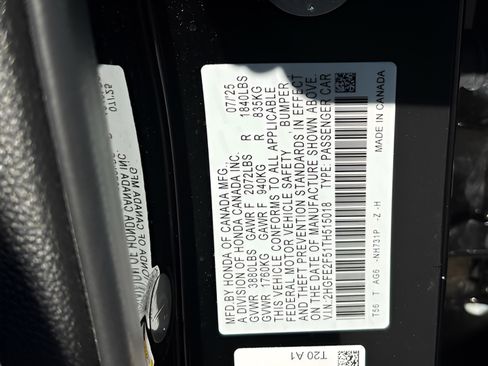 MFD. BY HONDA OF CANADA MFG. 07/25
A DIVISION OF HONDA CANADA INC.
GVWR 3880LBS GAWR F 2072LBS R 1840LBS
GVWR 1760KG GAWR F 940KG R 835KG
THIS VEHICLE CONFORMS TO ALL APPLICABLE
FEDERAL MOTOR VEHICLE SAFETY , BUMPER ,
AND THEFT PREVENTION STANDARDS IN EFFECT
ON THE DATE OF MANUFACTURE SHOWN ABOVE.
V.I.N.:2HGFE2F51TH515018 TYPE: PASSENGER CAR
T56 T AG6 -NH731P -Z -H MADE IN CANADA
T20 A1